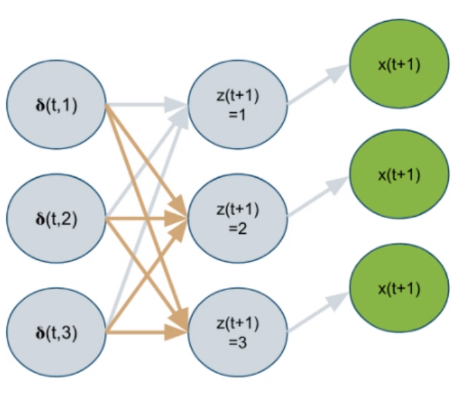 δ(t,1)
z(t+1)
=1
x(t+1)
δ(t,2)
z(t+1)
=2
x(t+1)
δ(t,3)
z(t+1)
=3
x(t+1)